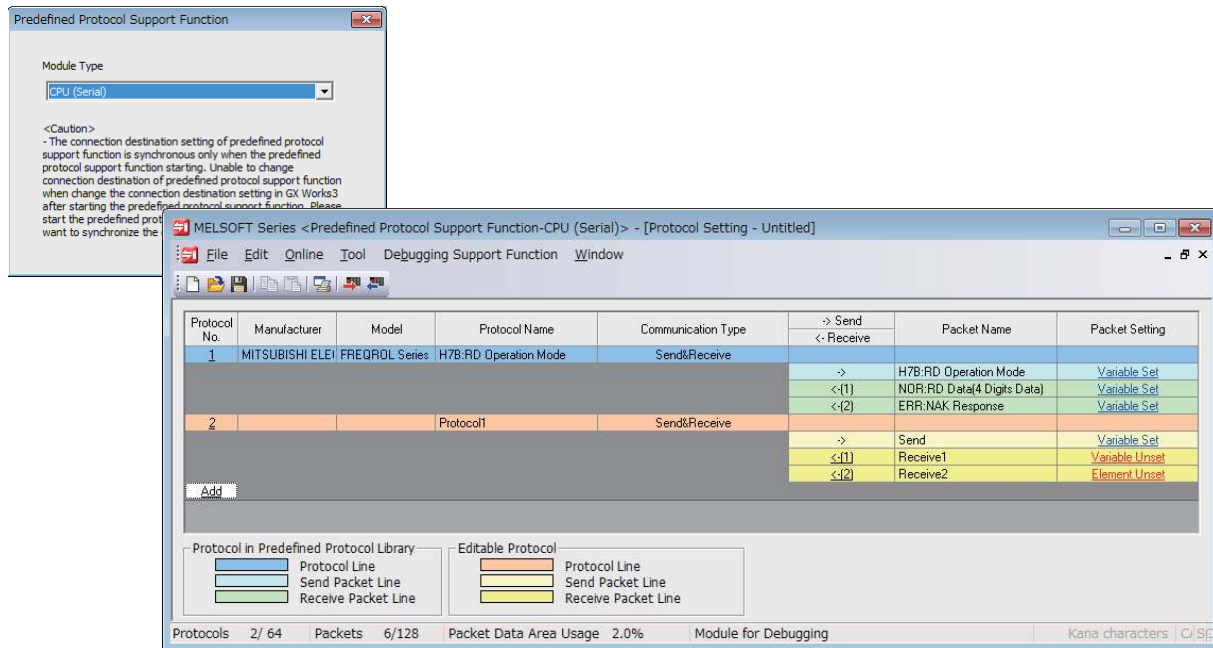 Predefined Protocol Support Function
Module Type
CPU (Serial)
<Caution>
- The connection destination setting of predefined protocol
support function is synchronous only when the predefined
protocol support function starting. Unable to change
connection destination of predefined protocol support function
when change the connection destination setting in GX Works3
after starting the predefined protocol support function. Please
start the predefined prot
want to synchronize the
MELSOFT Series <Predefined Protocol Support Function-CPU (Serial)> - [Protocol Setting - Untitled]
File Edit Online Tool Debugging Support Function Window
Protocol No. Manufacturer Model Protocol Name Communication Type -> Send <- Receive Packet Name Packet Setting
1 MITSUBISHI ELE FREQROL Series H7B:RD Operation Mode Send&Receive
-> H7B:RD Operation Mode Variable Set
<-(1) NOR:RD Data(4 Digits Data) Variable Set
<-(2) ERR:NAK Response Variable Set
2 Protocol1 Send&Receive
-> Send Variable Set
<-(1) Receive1 Variable Unset
<-(2) Receive2 Element Unset
Add
Protocol in Predefined Protocol Library
Protocol Line
Send Packet Line
Receive Packet Line
Editable Protocol
Protocol Line
Send Packet Line
Receive Packet Line
Protocols 2/ 64 Packets 6/128 Packet Data Area Usage 2.0% Module for Debugging Kana characters